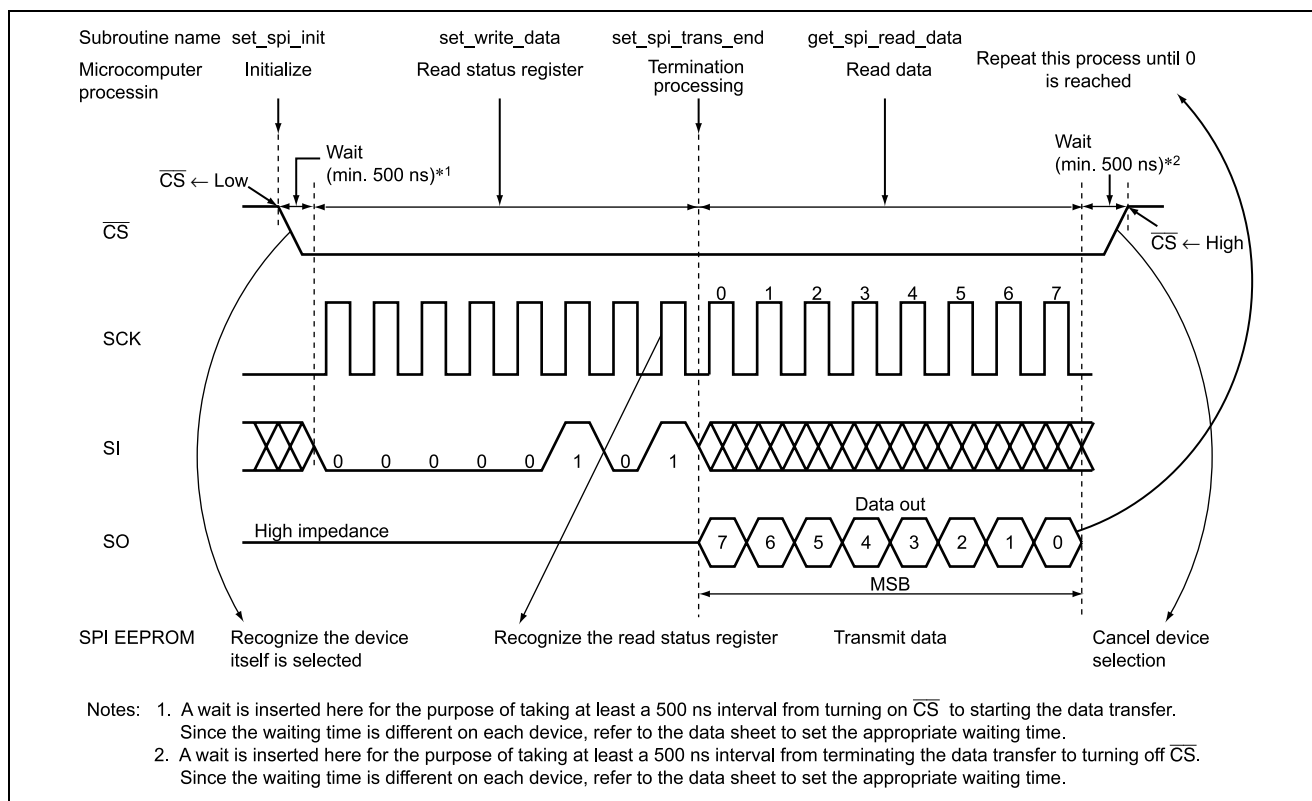 Subroutine name set_spi_init set_write_data set_spi_trans_end get_spi_read_data
Microcomputer processin Initialize Read status register Termination processing Read data Repeat this process until 0 is reached
Wait (min. 500 ns)*1
Wait (min. 500 ns)*2
C̅S̅ ← Low
C̅S̅
C̅S̅ ← High
0 1 2 3 4 5 6 7
SCK
SI
0 0 0 0 0 1 0 1
Data out
High impedance
SO
7 6 5 4 3 2 1 0
MSB
SPI EEPROM Recognize the device itself is selected Recognize the read status register Transmit data Cancel device selection
Notes: 1. A wait is inserted here for the purpose of taking at least a 500 ns interval from turning on C̅S̅ to starting the data transfer.
Since the waiting time is different on each device, refer to the data sheet to set the appropriate waiting time.
2. A wait is inserted here for the purpose of taking at least a 500 ns interval from terminating the data transfer to turning off C̅S̅.
Since the waiting time is different on each device, refer to the data sheet to set the appropriate waiting time.